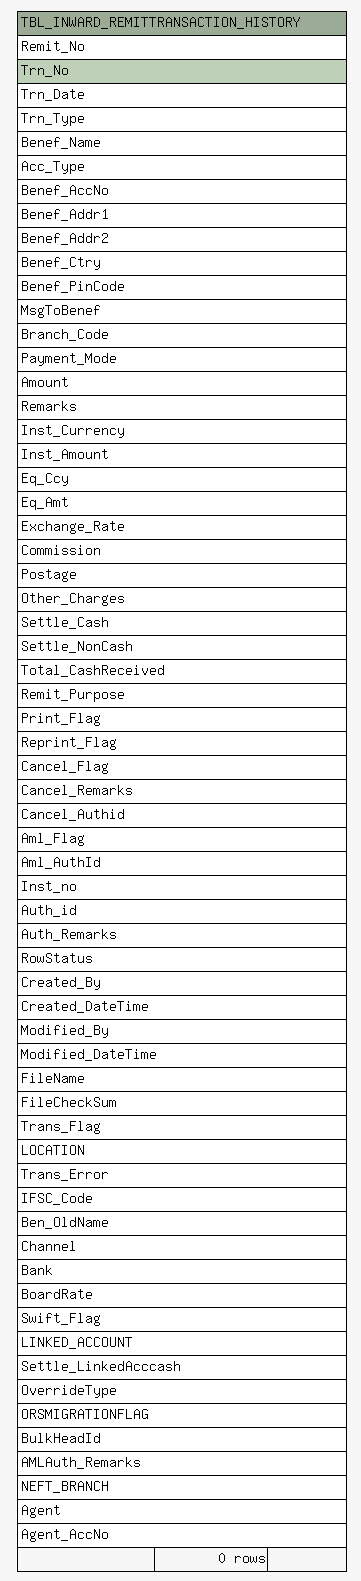 TBL_INWARD_REMITTRANSACTION_HISTORY
Remit_No
Trn_No
Trn_Date
Trn_Type
Benef_Name
Acc_Type
Benef_AccNo
Benef_Addr1
Benef_Addr2
Benef_Ctry
Benef_PinCode
MsgToBenef
Branch_Code
Payment_Mode
Amount
Remarks
Inst_Currency
Inst_Amount
Eq_Ccy
Eq_Amt
Exchange_Rate
Commission
Postage
Other_Charges
Settle_Cash
Settle_NonCash
Total_CashReceived
Remit_Purpose
Print_Flag
Reprint_Flag
Cancel_Flag
Cancel_Remarks
Cancel_Authid
Aml_Flag
Aml_AuthId
Inst_no
Auth_id
Auth_Remarks
RowStatus
Created_By
Created_DateTime
Modified_By
Modified_DateTime
FileName
FileCheckSum
Trans_Flag
LOCATION
Trans_Error
IFSC_Code
Ben_OldName
Channel
Bank
BoardRate
Swift_Flag
LINKED_ACCOUNT
Settle_LinkedAcccash
OverrideType
ORSMIGRATIONFLAG
BulkHeadId
AMLAuth_Remarks
NEFT_BRANCH
Agent
Agent_AccNo
0 rows